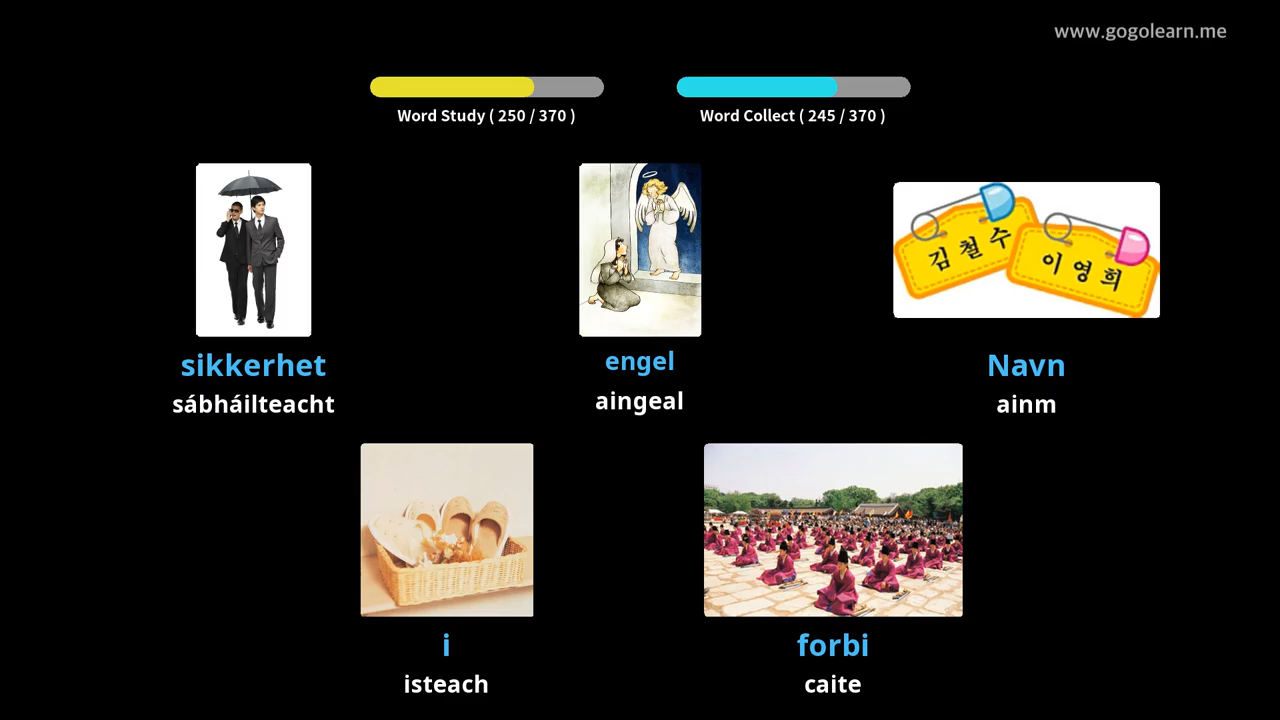 www.gogolearn.me
Word Study ( 250 / 370 )
Word Collect ( 245 / 370 )
김철수
이영희
sikkerhet
sábháilteacht
engel
aingeal
Navn
ainm
i
isteach
forbi
caite